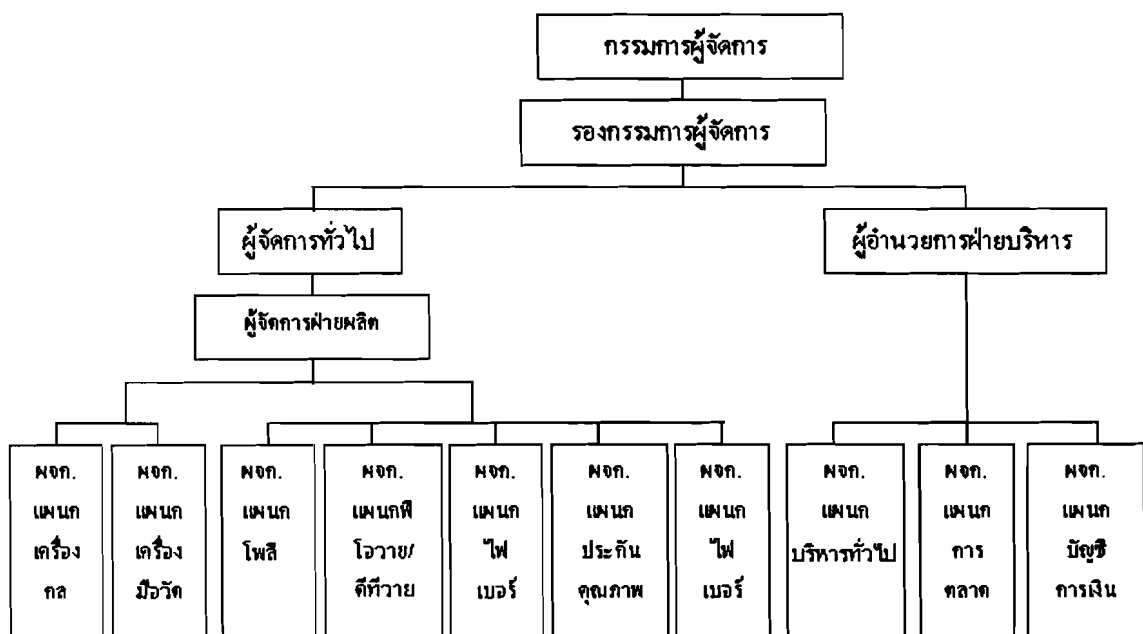 กรรมการผู้จัดการ
รองกรรมการผู้จัดการ
ผู้จัดการทั่วไป
ผู้อำนวยการฝ่ายบริหาร
ผู้จัดการฝ่ายผลิต
ผจก.
แผนก
เครื่อง
กล
ผจก.
แผนก
เครื่อง
มือวัด
ผจก.
แผนก
โพลี
ผจก.
แผนกพี
โอวาย/
ดีทีวาย
ผจก.
แผนก
ไฟ
เบอร์
ผจก.
แผนก
ประกัน
คุณภาพ
ผจก.
แผนก
ไฟ
เบอร์
ผจก.
แผนก
บริหารทั่วไป
ผจก.
แผนก
การ
ตลาด
ผจก.
แผนก
บัญชี
การเงิน